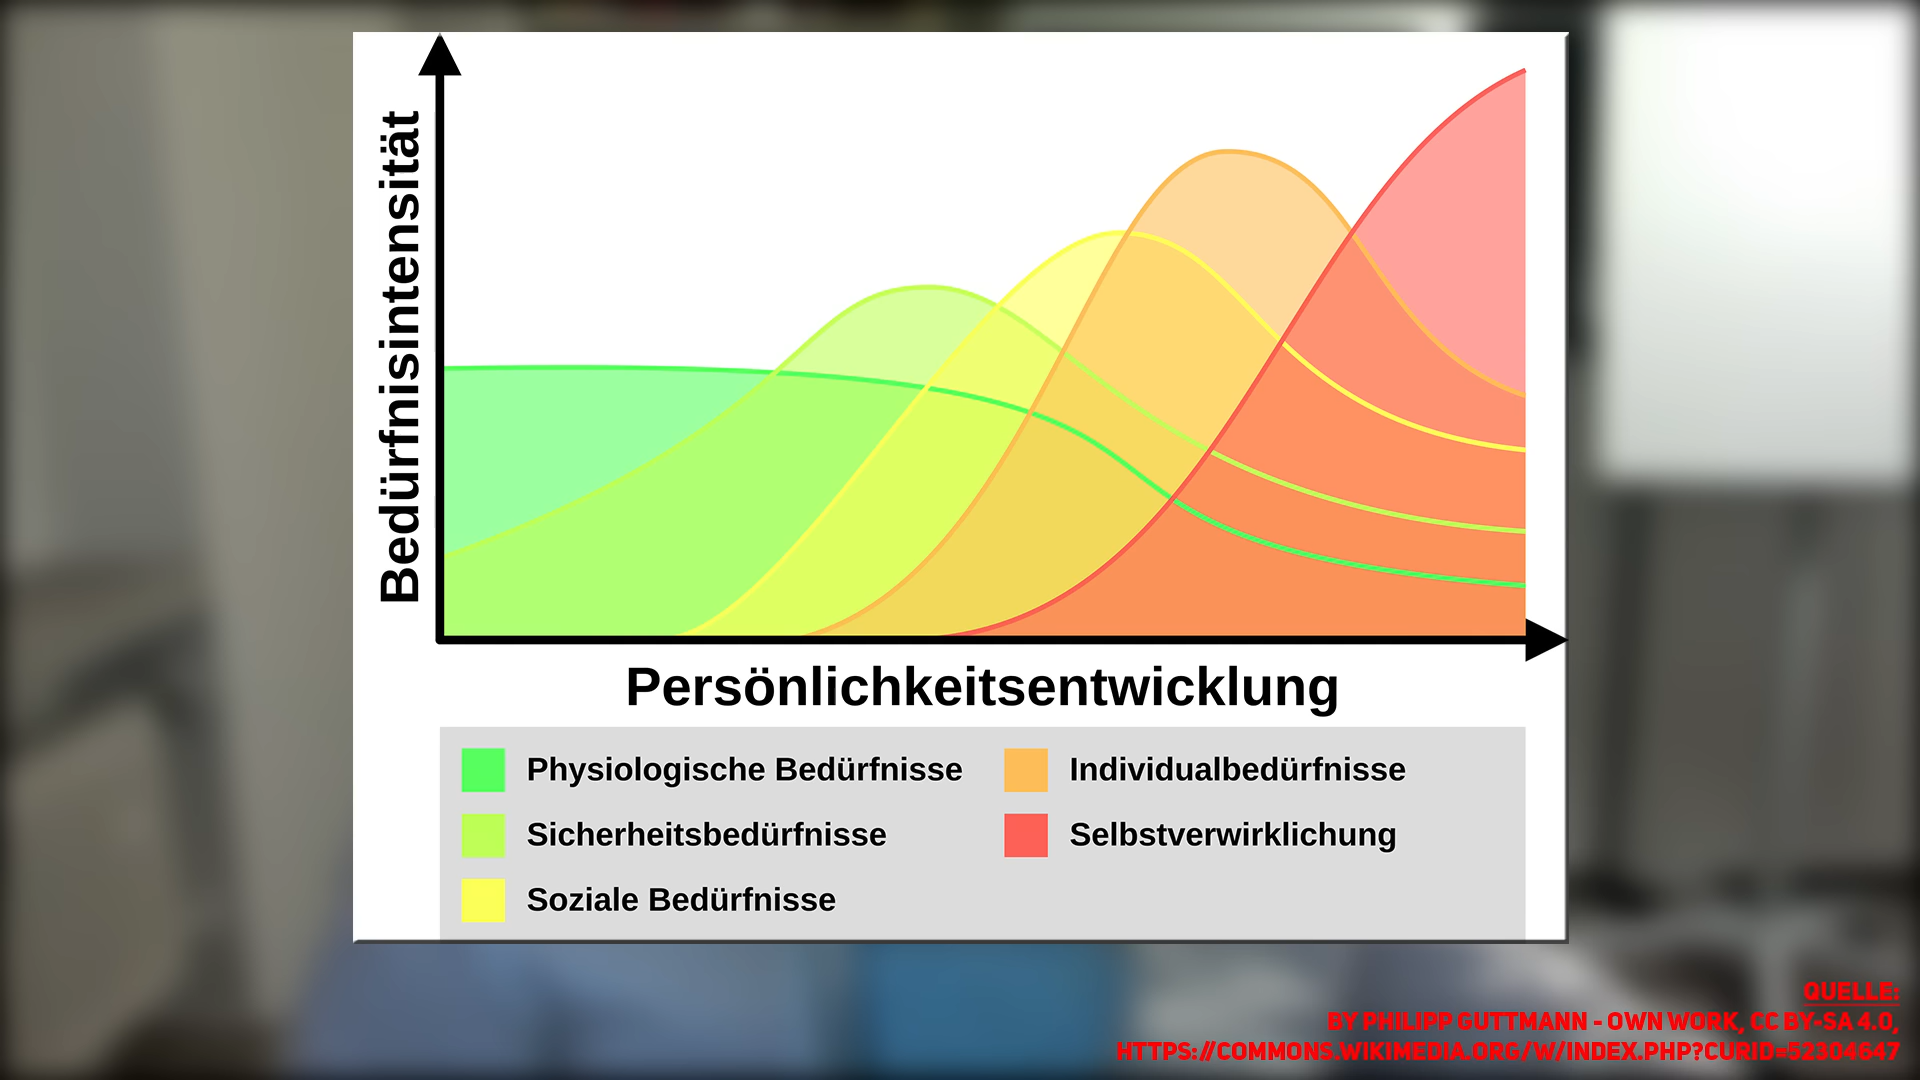 Bedürfnisintensität
Persönlichkeitsentwicklung
Physiologische Bedürfnisse
Sicherheitsbedürfnisse
Soziale Bedürfnisse
Individualbedürfnisse
Selbstverwirklichung
QUELLE:
BY PHILIPP GUTTMANN - OWN WORK, CC BY-SA 4.0,
HTTPS://COMMONS.WIKIMEDIA.ORG/W/INDEX.PHP?CURID=52304647